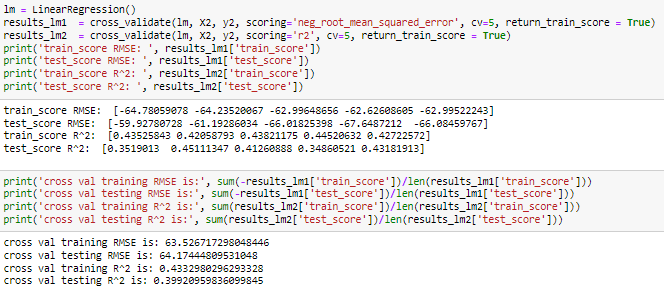 lm = LinearRegression()
results_lm1  = cross_validate(lm, X2, y2, scoring='neg_root_mean_squared_error', cv=5, return_train_score = True)
results_lm2  = cross_validate(lm, X2, y2, scoring='r2', cv=5, return_train_score = True)
print('train_score RMSE: ', results_lm1['train_score'])
print('test_score RMSE: ', results_lm1['test_score'])
print('train_score R^2: ', results_lm2['train_score'])
print('test_score R^2: ', results_lm2['test_score'])
train_score RMSE:  [-64.78059078 -64.23520067 -62.99648656 -62.62608605 -62.99522243]
test_score RMSE:  [-59.92780728 -61.19286034 -66.01825398 -67.6487212  -66.08459767]
train_score R^2:  [0.43525843 0.42058793 0.43821175 0.44520632 0.42722572]
test_score R^2:  [0.3519013  0.45111347 0.41260888 0.34860521 0.43181913]
print('cross val training RMSE is:', sum(-results_lm1['train_score'])/len(results_lm1['train_score']))
print('cross val testing RMSE is:', sum(-results_lm1['test_score'])/len(results_lm1['test_score']))
print('cross val training R^2 is:', sum(results_lm2['train_score'])/len(results_lm2['train_score']))
print('cross val testing R^2 is:', sum(results_lm2['test_score'])/len(results_lm2['test_score']))
cross val training RMSE is: 63.526717298048446
cross val testing RMSE is: 64.17444809531048
cross val training R^2 is: 0.4332980296293328
cross val testing R^2 is: 0.39920959836099845